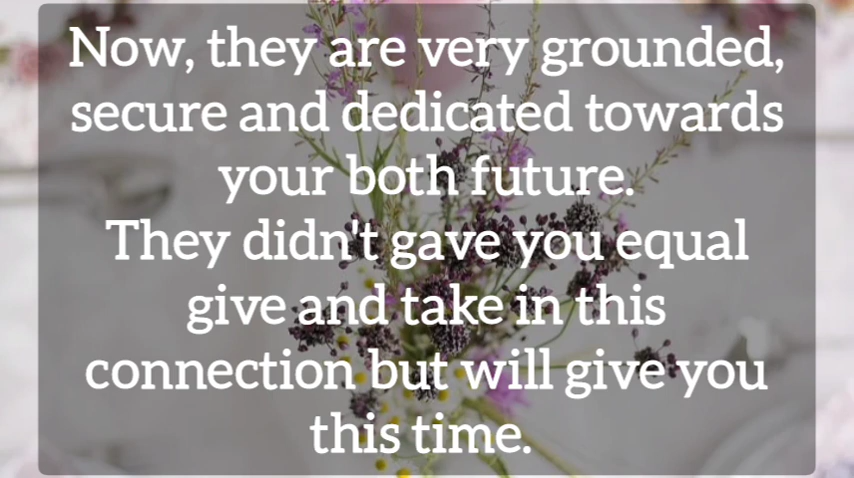 Now, they are very grounded,
secure and dedicated towards
your both future.
They didn't gave you equal
give and take in this
connection but will give you
this time.